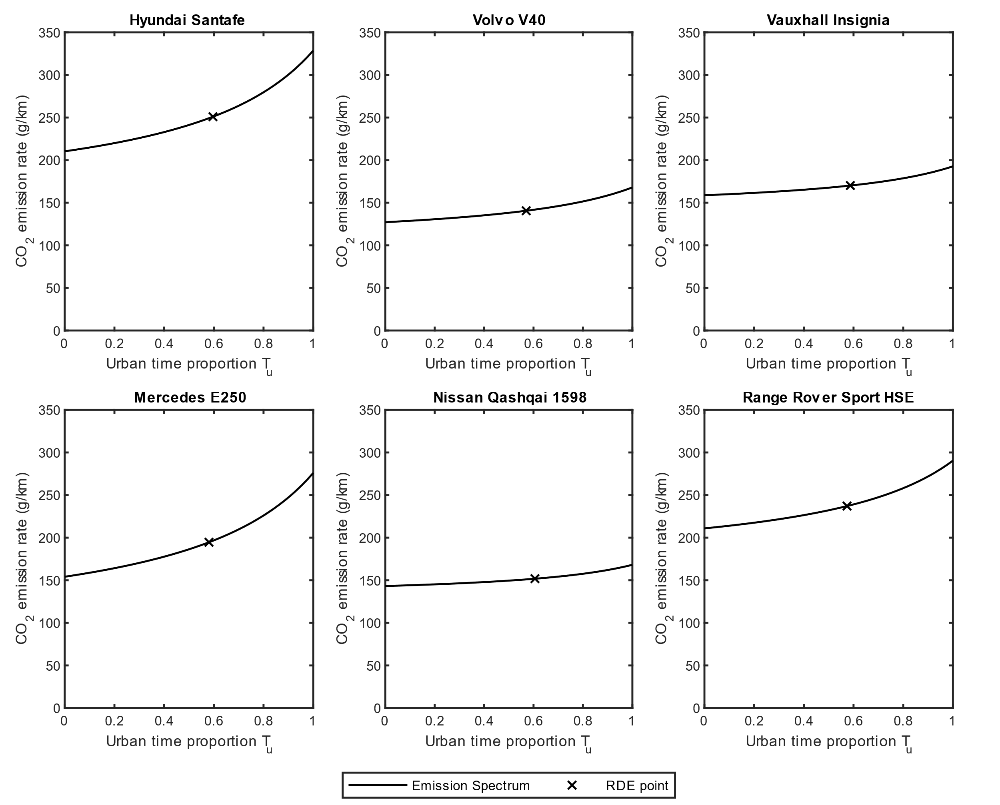 Hyundai Santafe
350
300
250
200
150
100
50
0
0 0.2 0.4 0.6 0.8 1
CO2 emission rate (g/km)
Urban time proportion Tu
Volvo V40
350
300
250
200
150
100
50
0
0 0.2 0.4 0.6 0.8 1
CO2 emission rate (g/km)
Urban time proportion Tu
Vauxhall Insignia
350
300
250
200
150
100
50
0
0 0.2 0.4 0.6 0.8 1
CO2 emission rate (g/km)
Urban time proportion Tu
Mercedes E250
350
300
250
200
150
100
50
0
0 0.2 0.4 0.6 0.8 1
CO2 emission rate (g/km)
Urban time proportion Tu
Nissan Qashqai 1598
350
300
250
200
150
100
50
0
0 0.2 0.4 0.6 0.8 1
CO2 emission rate (g/km)
Urban time proportion Tu
Range Rover Sport HSE
350
300
250
200
150
100
50
0
0 0.2 0.4 0.6 0.8 1
CO2 emission rate (g/km)
Urban time proportion Tu
Emission Spectrum RDE point